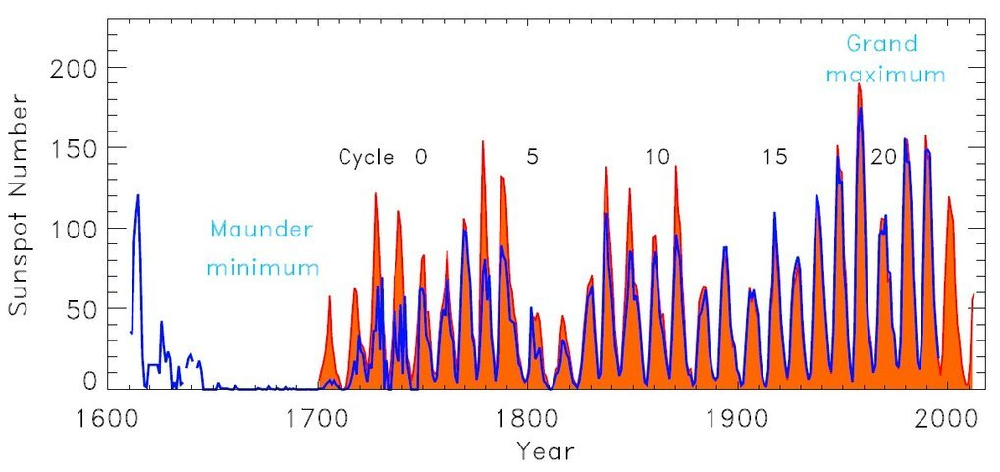 Grand
maximum
200
150
100
50
0
Sunspot Number
Cycle 0 5 10 15 20
Maunder
minimum
1600 1700 1800 1900 2000
Year